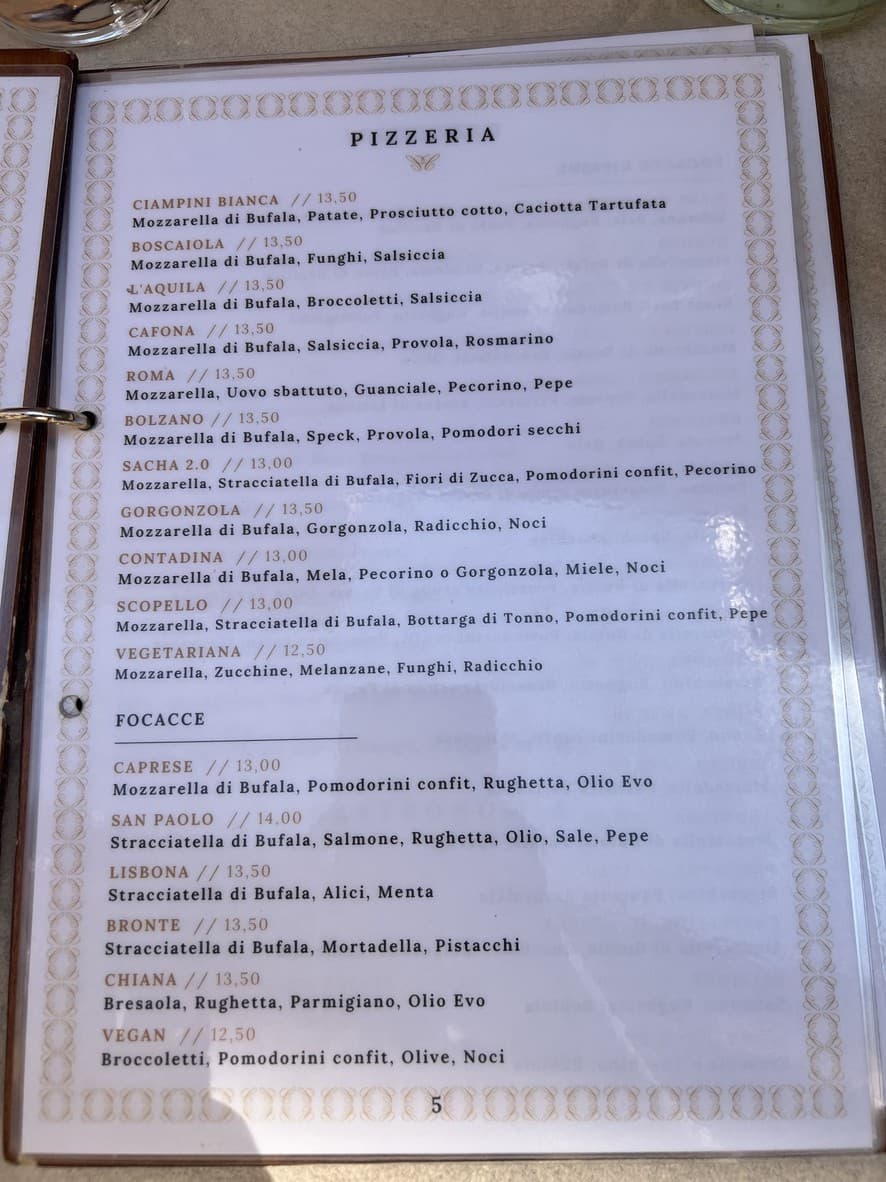 PIZZERIA
CIAMPINI BIANCA // 13,50
Mozzarella di Bufala, Patate, Prosciutto cotto, Caciotta Tartufata
BOSCAIOLA // 13,50
Mozzarella di Bufala, Funghi, Salsiccia
L'AQUILA // 13,50
Mozzarella di Bufala, Broccoletti, Salsiccia
CAFONA // 13,50
Mozzarella di Bufala, Salsiccia, Provola, Rosmarino
ROMA // 13,50
Mozzarella, Uovo sbattuto, Guanciale, Pecorino, Pepe
BOLZANO // 13,50
Mozzarella di Bufala, Speck, Provola, Pomodori secchi
SACHA 2.0 // 13,00
Mozzarella, Stracciatella di Bufala, Fiori di Zucca, Pomodorini confit, Pecorino
GORGONZOLA // 13,50
Mozzarella di Bufala, Gorgonzola, Radicchio, Noci
CONTADINA // 13,00
Mozzarella di Bufala, Mela, Pecorino o Gorgonzola, Miele, Noci
SCOPELLO // 13,00
Mozzarella, Stracciatella di Bufala, Bottarga di Tonno, Pomodorini confit, Pepe
VEGETARIANA // 12,50
Mozzarella, Zucchine, Melanzane, Funghi, Radicchio
FOCACCE
CAPRESE // 13,00
Mozzarella di Bufala, Pomodorini confit, Rughetta, Olio Evo
SAN PAOLO // 14,00
Stracciatella di Bufala, Salmone, Rughetta, Olio, Sale, Pepe
LISBONA // 13,50
Stracciatella di Bufala, Alici, Menta
BRONTE // 13,50
Stracciatella di Bufala, Mortadella, Pistacchi
CHIANA // 13,50
Bresaola, Rughetta, Parmigiano, Olio Evo
VEGAN // 12,50
Broccoletti, Pomodorini confit, Olive, Noci
5